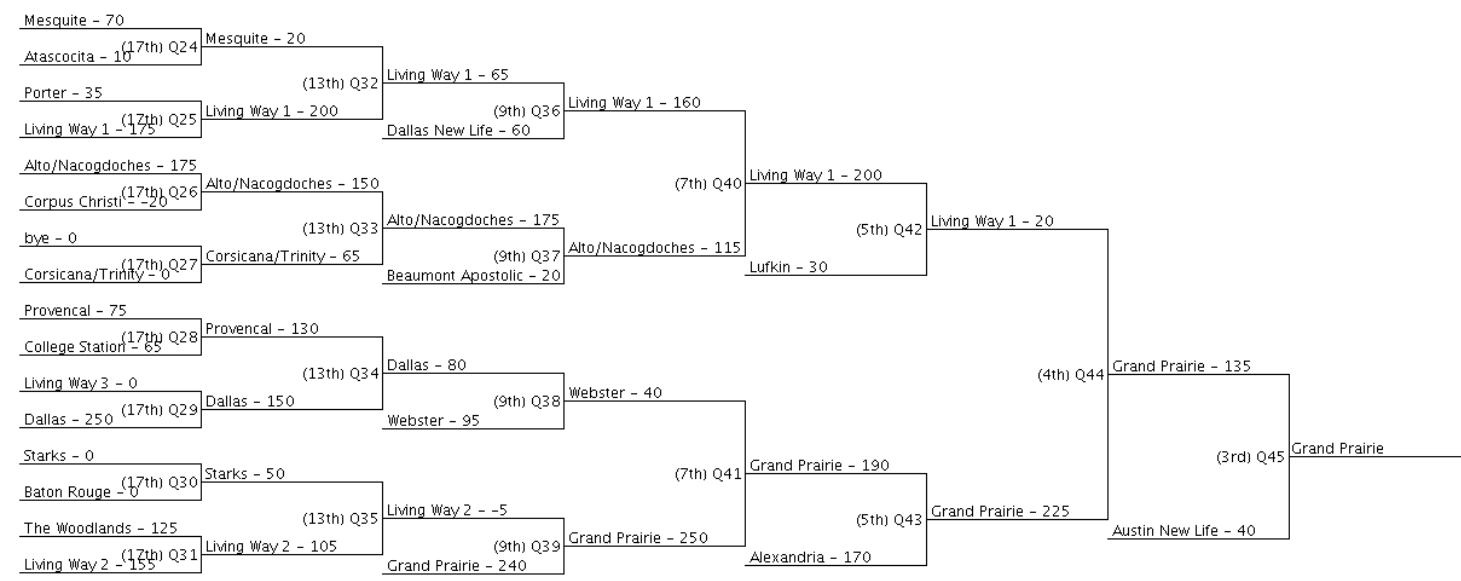 Mesquite - 70
(17th) Q24
Atascocita - 10
Mesquite - 20
(13th) Q32
Porter - 35
(17th) Q25
Living Way 1 - 175
Living Way 1 - 200
Living Way 1 - 65
(9th) Q36
Dallas New Life - 60
Living Way 1 - 160
(7th) Q40
Alto/Nacogdoches - 175
(17th) Q26
Corpus Christi - -20
Alto/Nacogdoches - 150
(13th) Q33
bye - 0
(17th) Q27
Corsicana/Trinity - 0
Corsicana/Trinity - 65
Alto/Nacogdoches - 175
(9th) Q37
Beaumont Apostolic - 20
Alto/Nacogdoches - 115
Living Way 1 - 200
(5th) Q42
Lufkin - 30
Living Way 1 - 20
(4th) Q44
Provencal - 75
(17th) Q28
College Station - 65
Provencal - 130
(13th) Q34
Living Way 3 - 0
(17th) Q29
Dallas - 250
Dallas - 150
Dallas - 80
(9th) Q38
Webster - 95
Webster - 40
(7th) Q41
Starks - 0
(17th) Q30
Baton Rouge - 0
Starks - 50
(13th) Q35
The Woodlands - 125
(17th) Q31
Living Way 2 - 155
Living Way 2 - 105
Living Way 2 - -5
(9th) Q39
Grand Prairie - 240
Grand Prairie - 250
Grand Prairie - 190
(5th) Q43
Alexandria - 170
Grand Prairie - 225
Grand Prairie - 135
(3rd) Q45
Austin New Life - 40
Grand Prairie